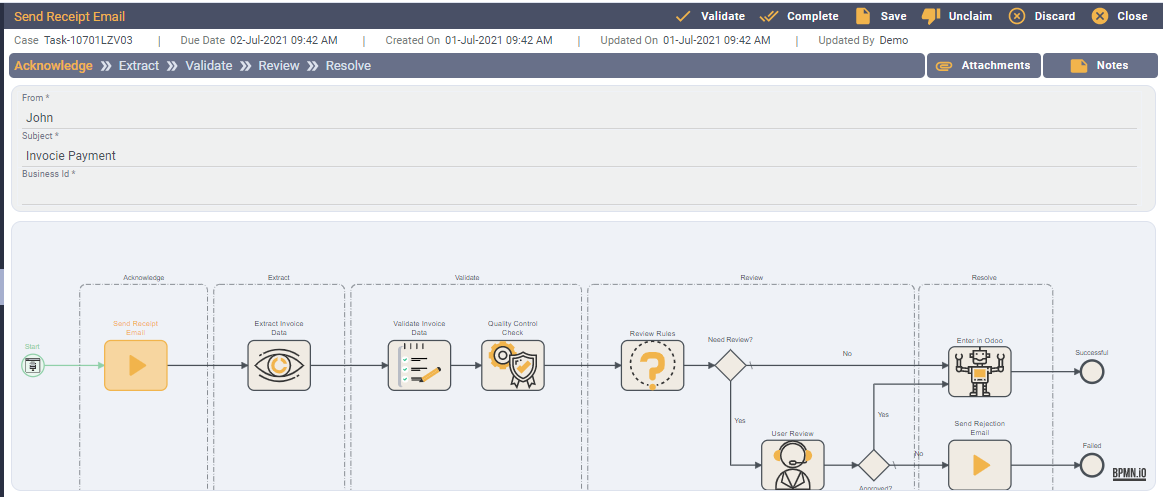 Send Receipt Email
Validate
Complete
Save
Unclaim
Discard
Close
Case Task-10701LZV03 | Due Date 02-Jul-2021 09:42 AM | Created On 01-Jul-2021 09:42 AM | Updated On 01-Jul-2021 09:42 AM | Updated By Demo
Acknowledge » Extract » Validate » Review » Resolve
Attachments
Notes
From *
John
Subject *
Invocie Payment
Business Id *
Acknowledge
Extract
Validate
Review
Resolve
Start
Send Receipt
Email
Extract Invoice
Data
Validate Invoice
Data
Quality Control
Check
Review Rules
Need Review?
No
Yes
Enter in Odoo
Successful
User Review
Yes
Approved?
No
Send Rejection
Email
Failed
BPMN.iO